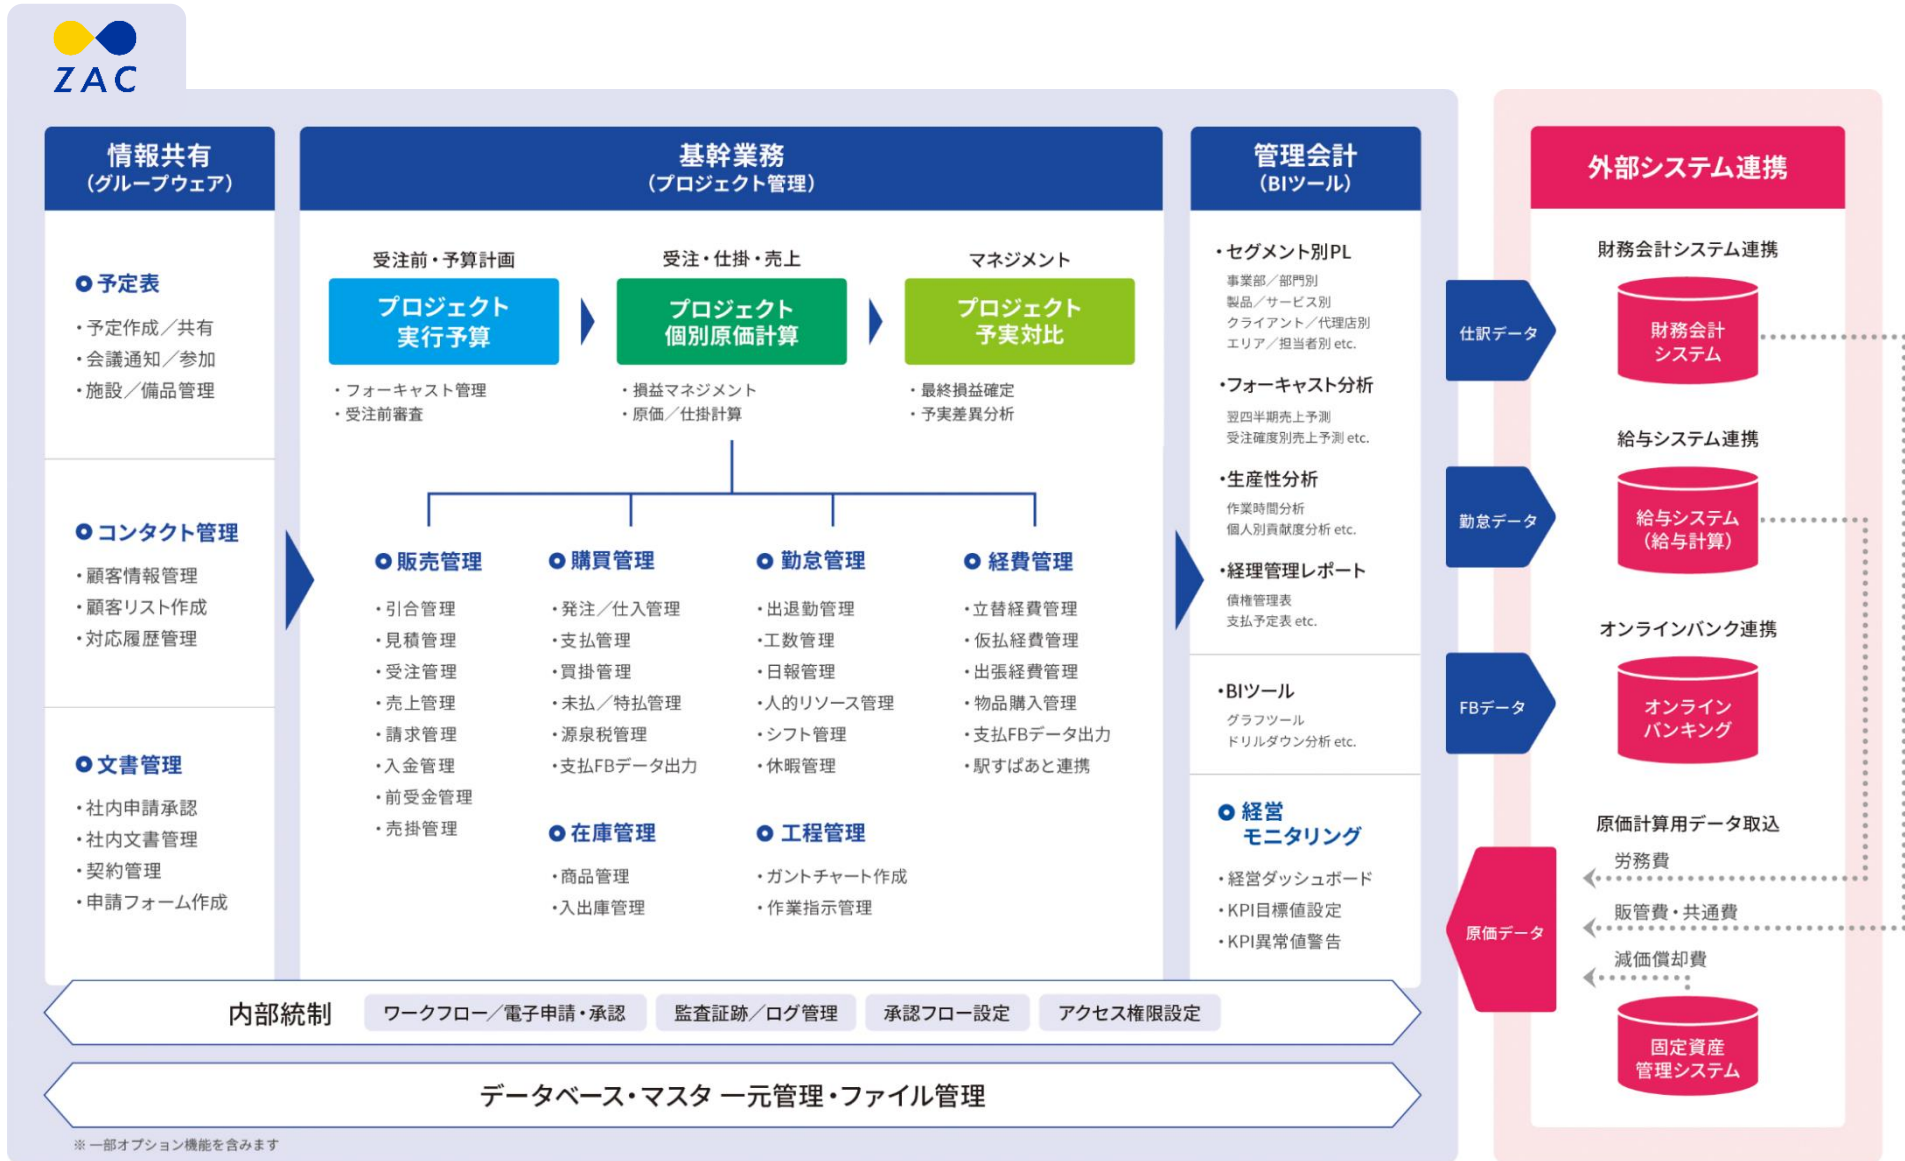 ZAC
情報共有
（グループウェア）
予定表
・予定作成／共有
・会議通知／参加
・施設／備品管理
コンタクト管理
・顧客情報管理
・顧客リスト作成
・対応履歴管理
文書管理
・社内申請承認
・社内文書管理
・契約管理
・申請フォーム作成
基幹業務
（プロジェクト管理）
受注前・予算計画
プロジェクト
実行予算
・フォーキャスト管理
・受注前審査
受注・仕掛・売上
プロジェクト
個別原価計算
・損益マネジメント
・原価／仕掛計算
マネジメント
プロジェクト
予実対比
・最終損益確定
・予実差異分析
販売管理
・引合管理
・見積管理
・受注管理
・売上管理
・請求管理
・入金管理
・前受金管理
・売掛管理
購買管理
・発注／仕入管理
・支払管理
・買掛管理
・未払／特払管理
・源泉税管理
・支払FBデータ出力
在庫管理
・商品管理
・入出庫管理
勤怠管理
・出退勤管理
・工数管理
・日報管理
・人的リソース管理
・シフト管理
・休暇管理
工程管理
・ガントチャート作成
・作業指示管理
経費管理
・立替経費管理
・仮払経費管理
・出張経費管理
・物品購入管理
・支払FBデータ出力
・駅すぱあと連携
管理会計
（BIツール）
・セグメント別PL
事業部／部門別
製品／サービス別
クライアント／代理店別
エリア／担当者別 etc.
・フォーキャスト分析
翌四半期売上予測
受注確度別売上予測 etc.
・生産性分析
作業時間分析
個人別貢献度分析 etc.
・経理管理レポート
債権管理表
支払予定表 etc.
・BIツール
グラフツール
ドリルダウン分析 etc.
経営
モニタリング
・経営ダッシュボード
・KPI目標値設定
・KPI異常値警告
仕訳データ
勤怠データ
FBデータ
原価データ
外部システム連携
財務会計システム連携
財務会計
システム
給与システム連携
給与システム
（給与計算）
オンラインバンク連携
オンライン
バンキング
原価計算用データ取込
労務費
販管費・共通費
減価償却費
固定資産
管理システム
内部統制 ワークフロー／電子申請・承認 監査証跡／ログ管理 承認フロー設定 アクセス権限設定
データベース・マスタ 一元管理・ファイル管理
※ 一部オプション機能を含みます